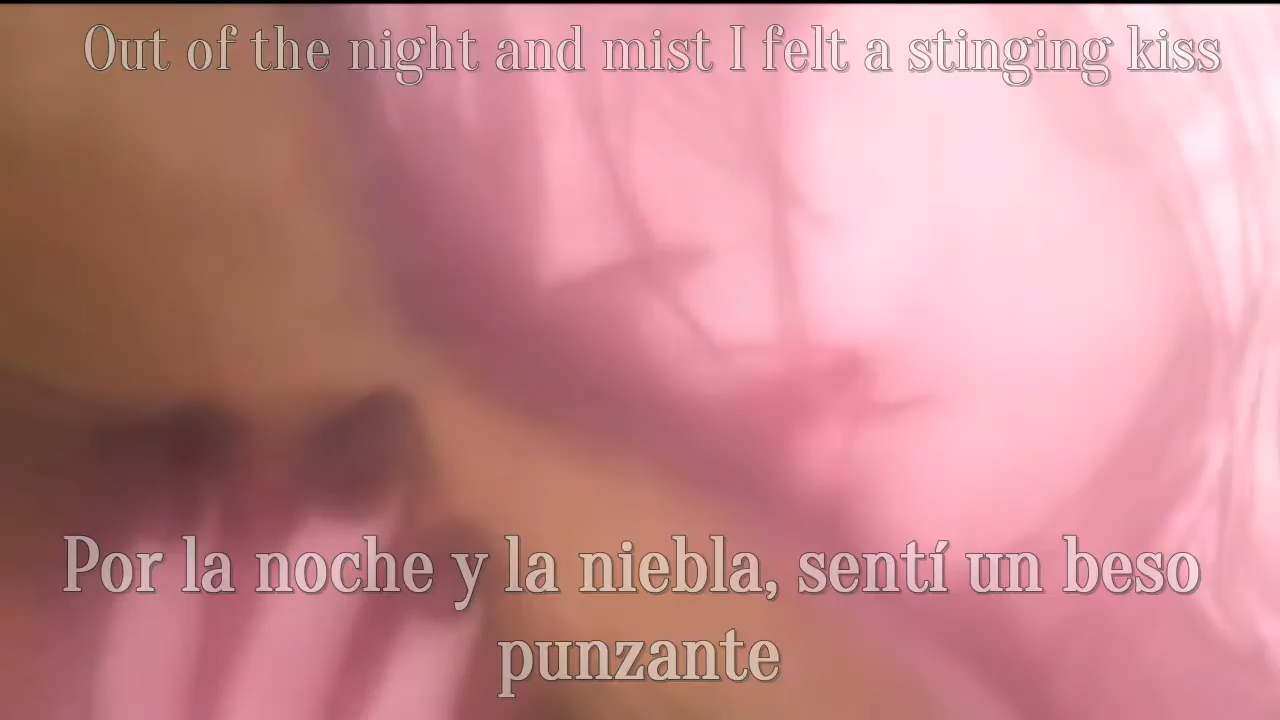 Out of the night and mist I felt a stinging kiss
Por la noche y la niebla, sentí un beso
punzante